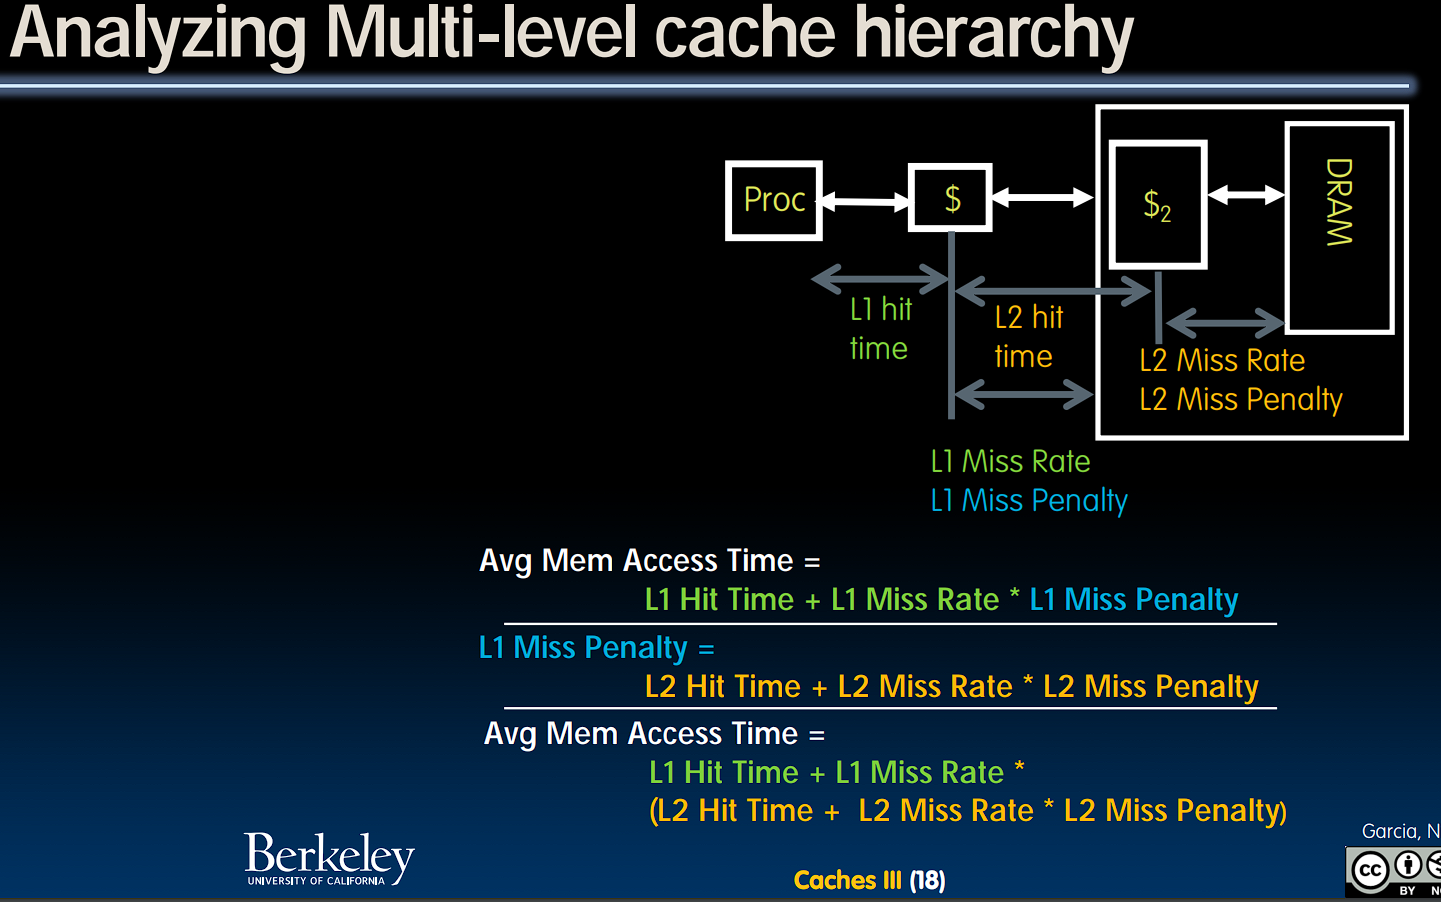 Analyzing Multi-level cache hierarchy
Proc
$
$2
DRAM
L1 hit
time
L2 hit
time
L2 Miss Rate
L2 Miss Penalty
L1 Miss Rate
L1 Miss Penalty
Avg Mem Access Time =
L1 Hit Time + L1 Miss Rate * L1 Miss Penalty
L1 Miss Penalty =
L2 Hit Time + L2 Miss Rate * L2 Miss Penalty
Avg Mem Access Time =
L1 Hit Time + L1 Miss Rate *
(L2 Hit Time + L2 Miss Rate * L2 Miss Penalty)
Berkeley
UNIVERSITY OF CALIFORNIA
Caches III (18)
Garcia, N
cc
BY